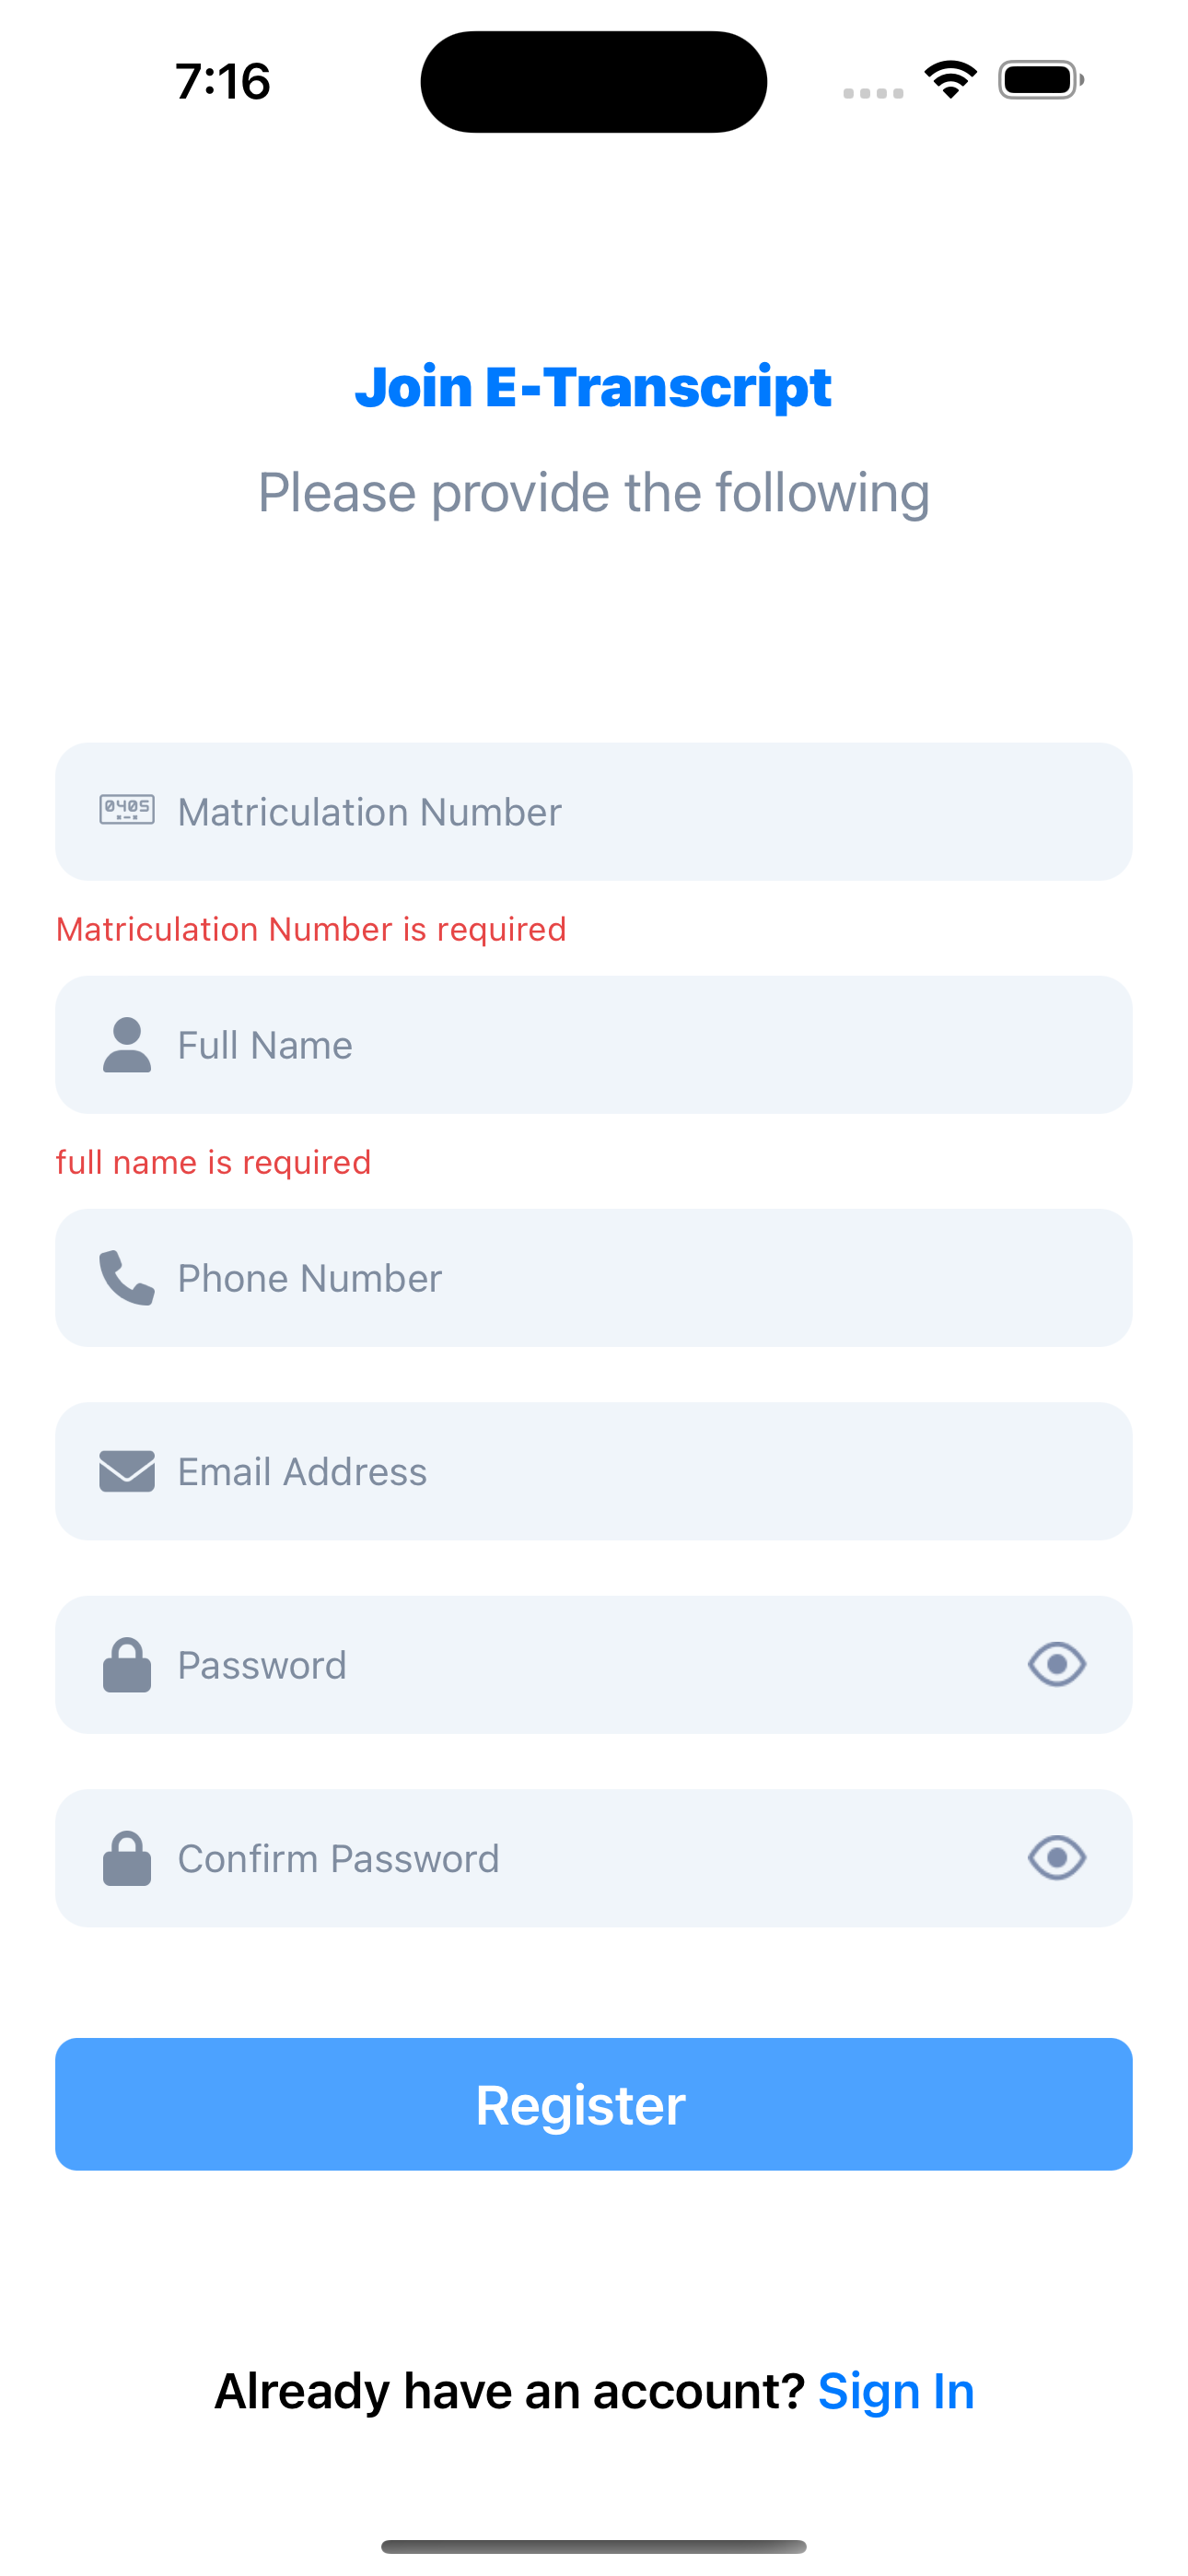 7:16
Join E-Transcript
Please provide the following
0405
Matriculation Number
Matriculation Number is required
Full Name
full name is required
Phone Number
Email Address
Password
Confirm Password
Register
Already have an account? Sign In